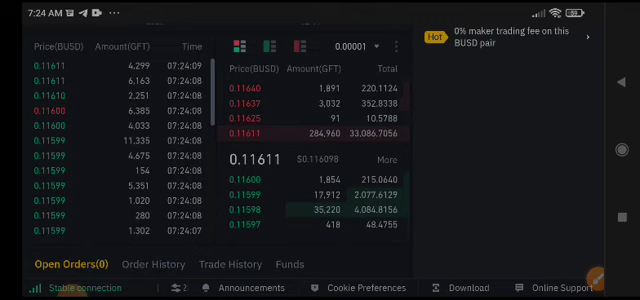 7:24 AM
59
Price(BUSD) Amount(GFT) Time
0.11611 4,299 07:24:09
0.11611 6,163 07:24:08
0.11610 2,251 07:24:08
0.11600 6,385 07:24:08
0.11600 4,033 07:24:08
0.11599 11,335 07:24:08
0.11599 4,675 07:24:08
0.11599 154 07:24:08
0.11599 5,351 07:24:08
0.11599 1,020 07:24:08
0.11599 280 07:24:08
0.11599 1,302 07:24:07
0.00001
Price(BUSD) Amount(GFT) Total
0.11640 1,891 220.1124
0.11637 3,032 352.8338
0.11625 91 10.5788
0.11611 284,960 33,086.7056
0.11611 $0.116098 More
0.11600 1,854 215.0640
0.11599 17,912 2,077.6129
0.11598 35,220 4,084.8156
0.11597 418 48.4755
Hot 0% maker trading fee on this
BUSD pair
Open Orders(0) Order History Trade History Funds
Stable connection Announcements Cookie Preferences Download Online Support